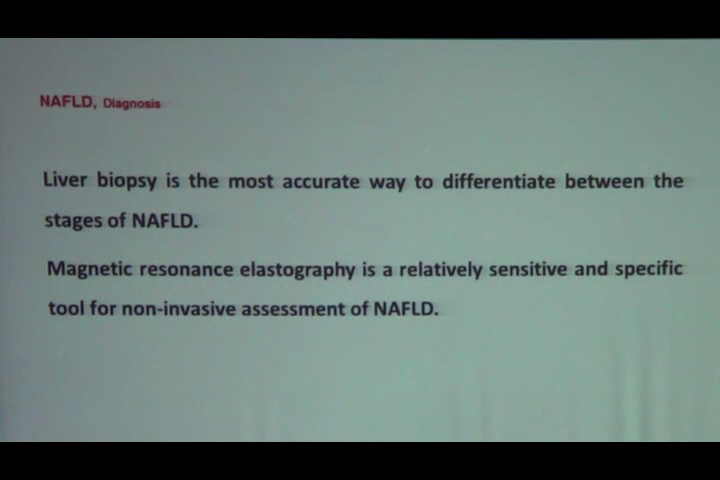 NAFLD, Diagnosis
Liver biopsy is the most accurate way to differentiate between the
stages of NAFLD.
Magnetic resonance elastography is a relatively sensitive and specific
tool for non-invasive assessment of NAFLD.